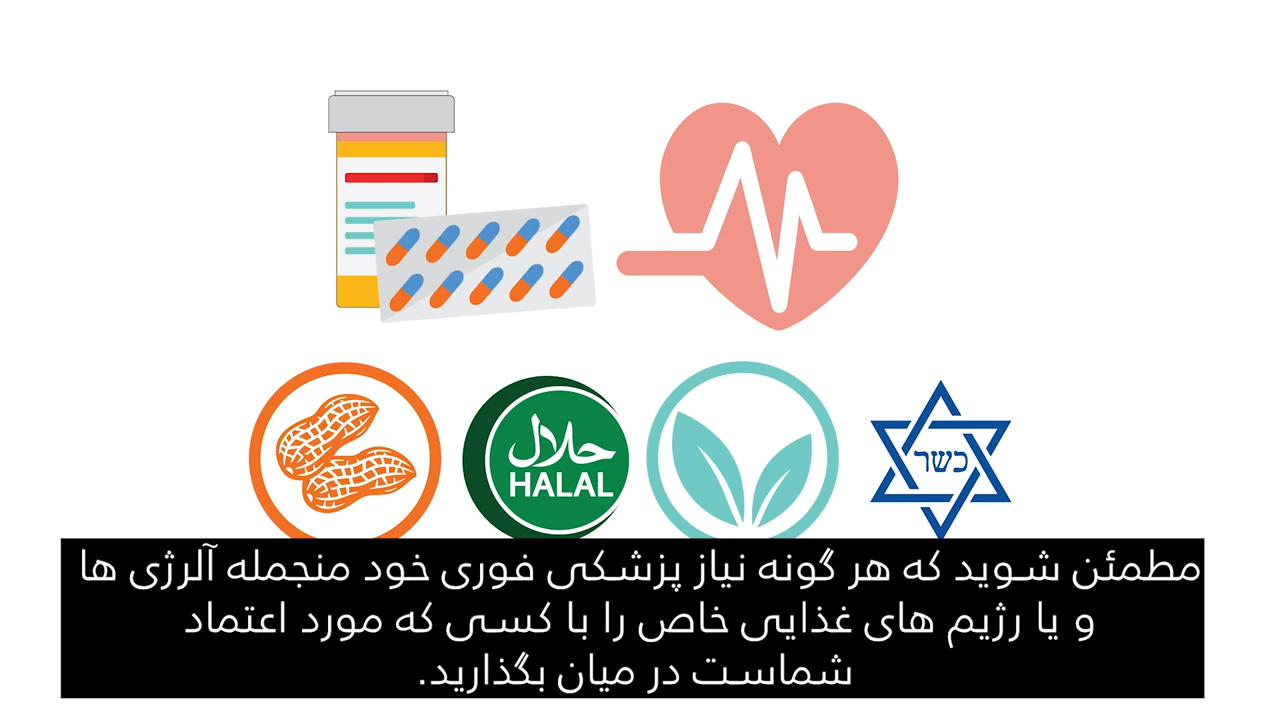 حلال
HALAL
כשר
مطمئن شوید که هر گونه نیاز پزشکی فوری خود منجمله آلرژی ها
و یا رژیم های غذایی خاص را با کسی که مورد اعتماد
شماست در میان بگذارید.